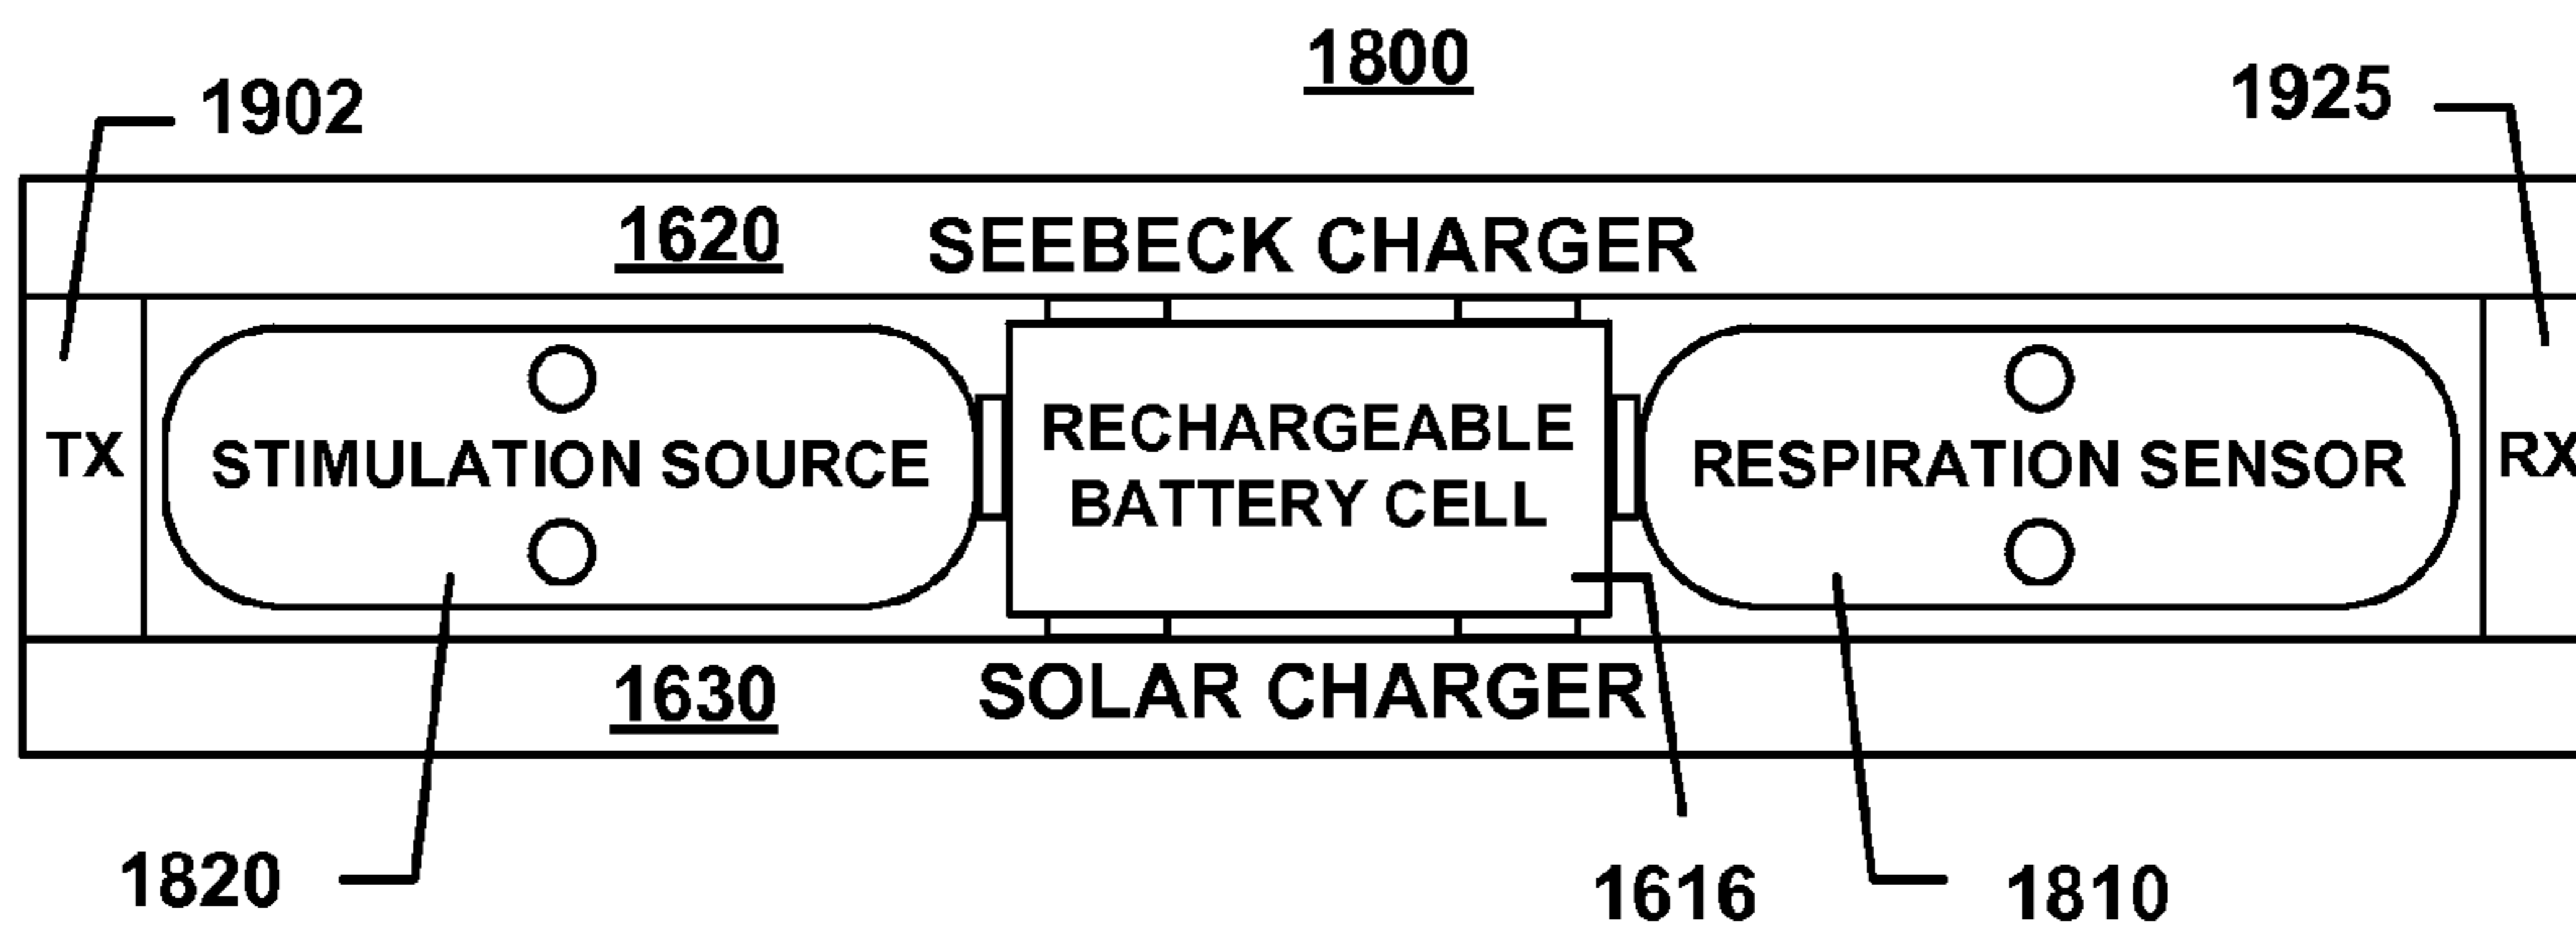 1800
1902
1925
1620
SEEBECK CHARGER
TX
STIMULATION SOURCE
RECHARGEABLE
BATTERY CELL
RESPIRATION SENSOR
RX
1630
SOLAR CHARGER
1820
1616
1810